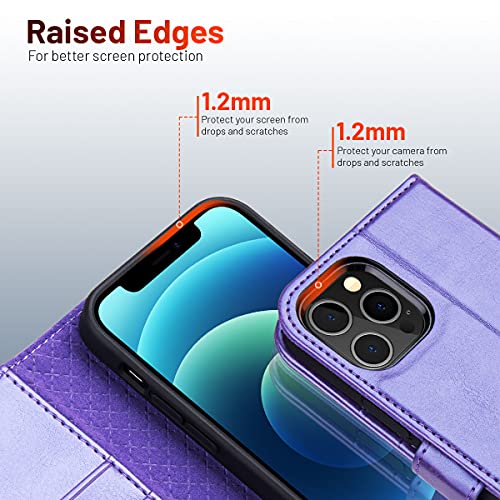 Raised Edges
For better screen protection
1.2mm
Protect your screen from
drops and scratches
1.2mm
Protect your camera from
drops and scratches